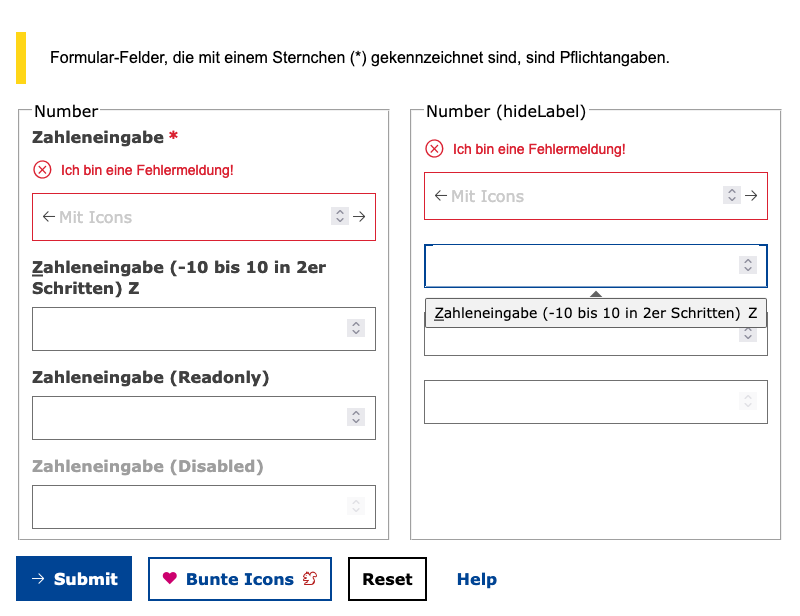 Formular-Felder, die mit einem Sternchen (*) gekennzeichnet sind, sind Pflichtangaben.
Number
Zahleneingabe *
Ich bin eine Fehlermeldung!
Mit Icons
Zahleneingabe (-10 bis 10 in 2er
Schritten) Z
Zahleneingabe (Readonly)
Zahleneingabe (Disabled)
Number (hideLabel)
Ich bin eine Fehlermeldung!
Mit Icons
Zahleneingabe (-10 bis 10 in 2er Schritten) Z
Submit
Bunte Icons
Reset
Help